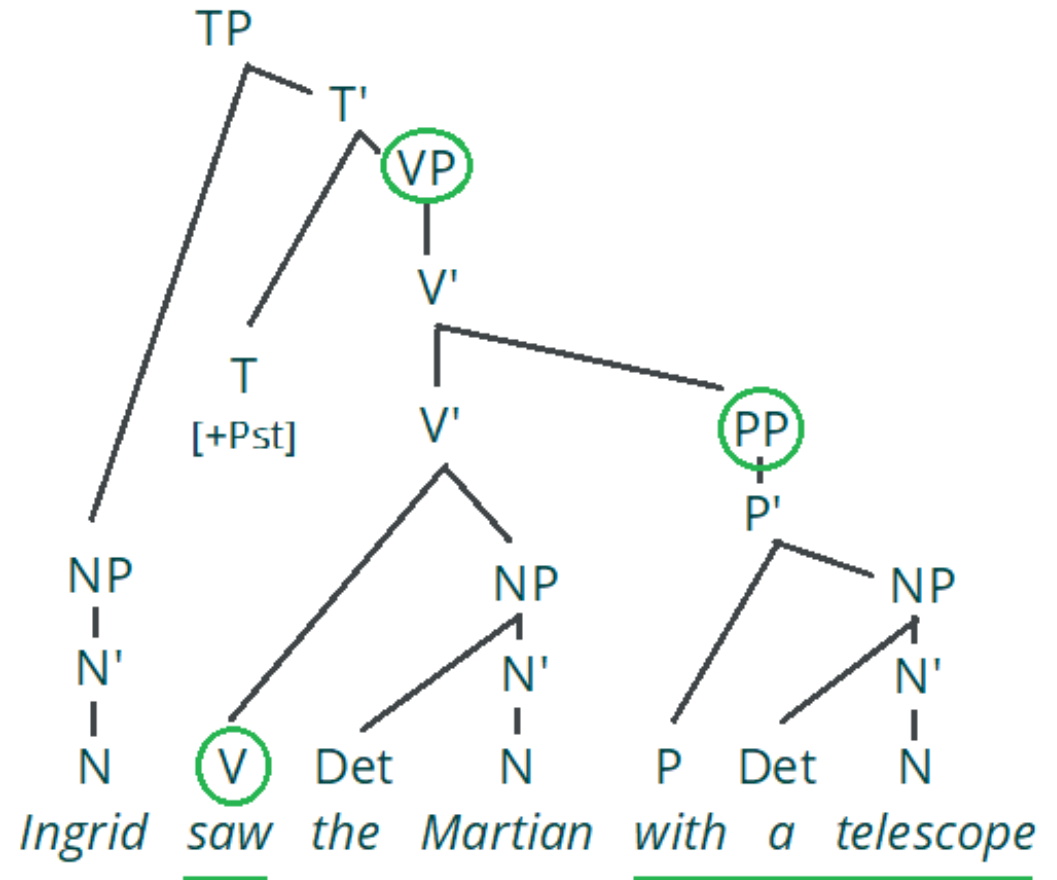 TP
T'
VP
V'
T
[+Pst]
V'
PP
P'
NP NP NP
N' N' N'
N V Det N P Det N
Ingrid saw the Martian with a telescope